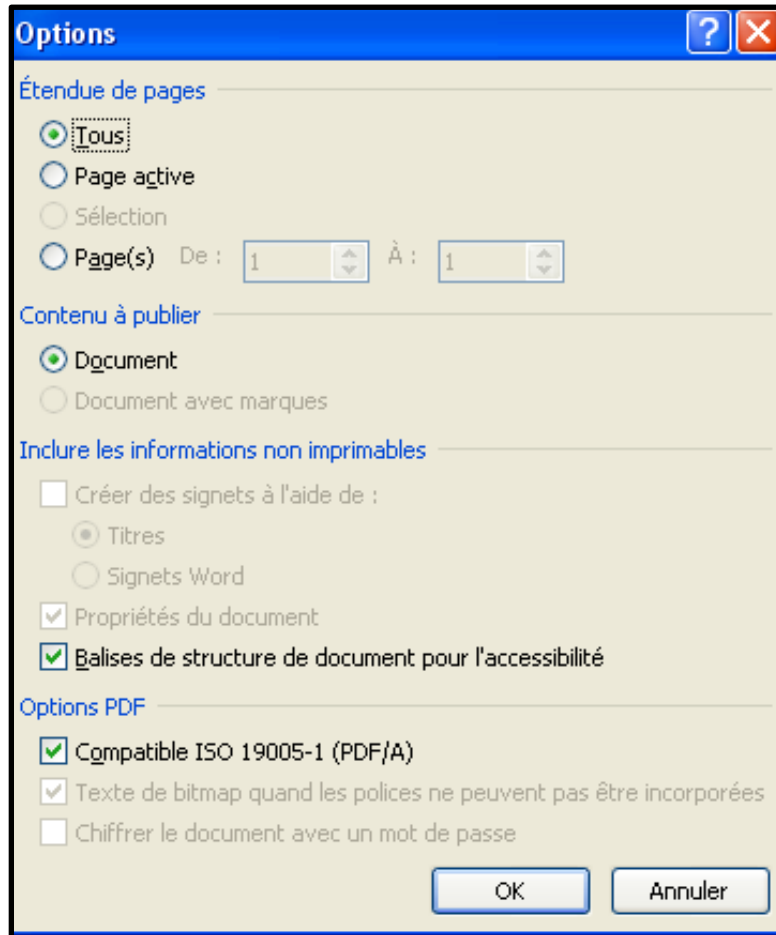 Options
Étendue de pages
Tous
Page active
Sélection
Page(s) De : 1 À : 1
Contenu à publier
Document
Document avec marques
Inclure les informations non imprimables
Créer des signets à l'aide de :
Titres
Signets Word
Propriétés du document
Balises de structure de document pour l'accessibilité
Options PDF
Compatible ISO 19005-1 (PDF/A)
Texte de bitmap quand les polices ne peuvent pas être incorporées
Chiffrer le document avec un mot de passe
OK Annuler